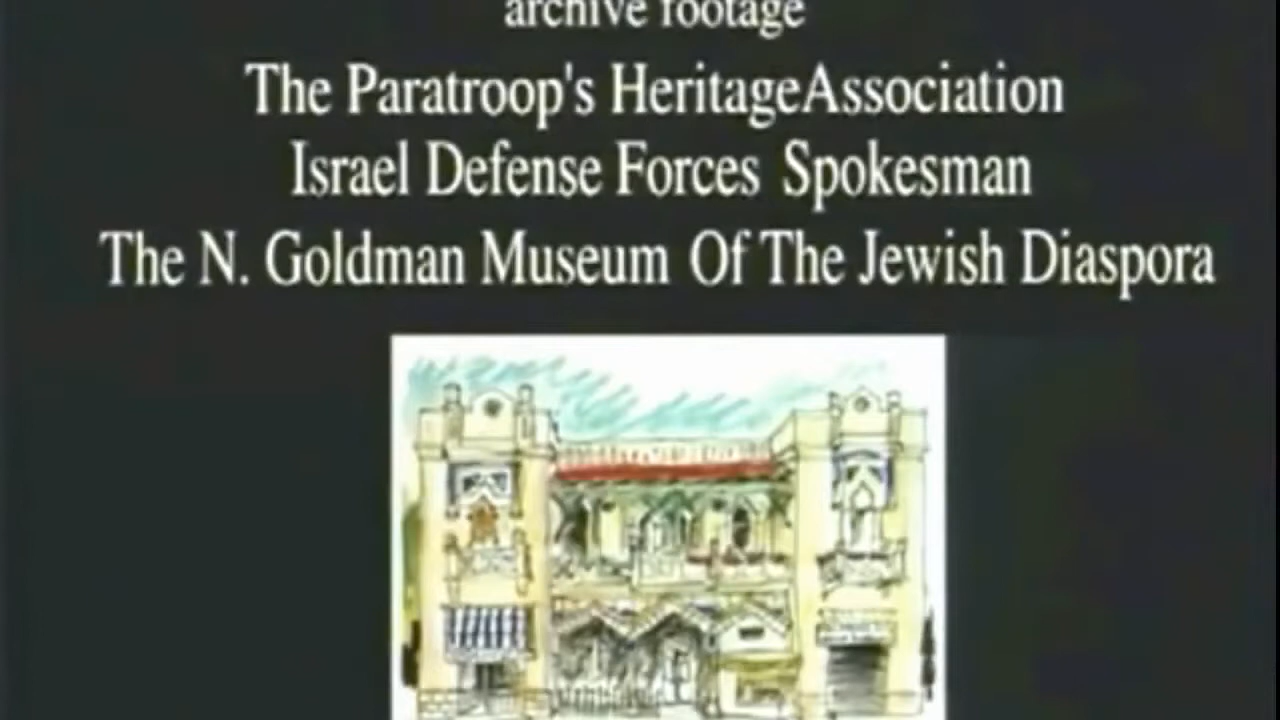 archive footage
The Paratroop's HeritageAssociation
Israel Defense Forces Spokesman
The N. Goldman Museum Of The Jewish Diaspora